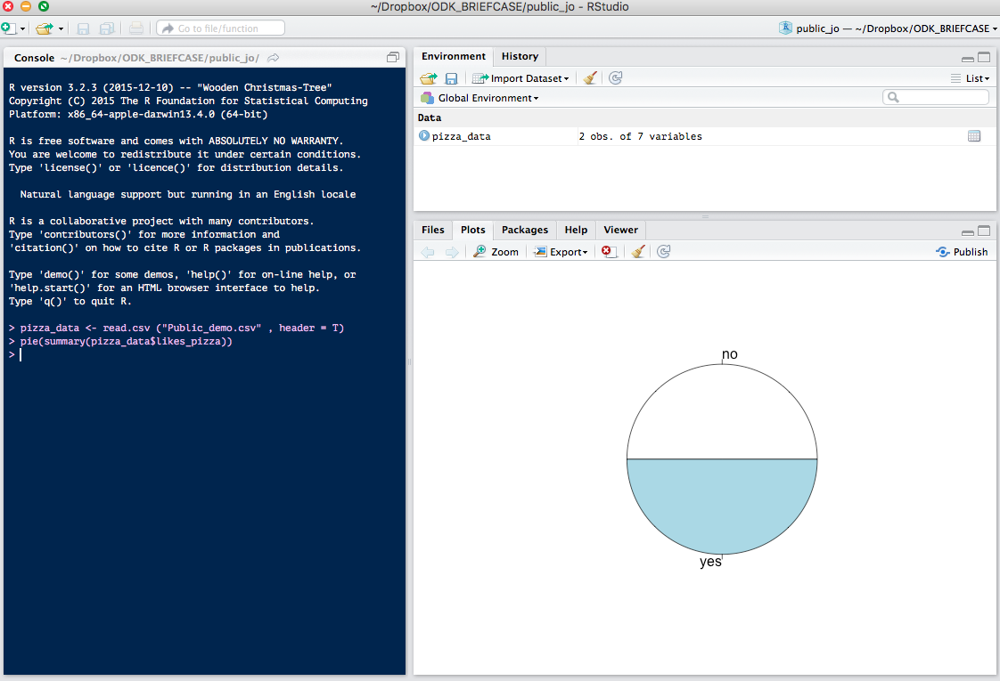 ~/Dropbox/ODK_BRIEFCASE/public_jo - RStudio
Go to file/function
public_jo — ~/Dropbox/ODK_BRIEFCASE
Console ~/Dropbox/ODK_BRIEFCASE/public_jo/
R version 3.2.3 (2015-12-10) -- "Wooden Christmas-Tree"
Copyright (C) 2015 The R Foundation for Statistical Computing
Platform: x86_64-apple-darwin13.4.0 (64-bit)
R is free software and comes with ABSOLUTELY NO WARRANTY.
You are welcome to redistribute it under certain conditions.
Type 'license()' or 'licence()' for distribution details.
Natural language support but running in an English locale
R is a collaborative project with many contributors.
Type 'contributors()' for more information and
'citation()' on how to cite R or R packages in publications.
Type 'demo()' for some demos, 'help()' for on-line help, or
'help.start()' for an HTML browser interface to help.
Type 'q()' to quit R.
> pizza_data <- read.csv ("Public_demo.csv" , header = T)
> pie(summary(pizza_data$likes_pizza))
>
Environment History
Import Dataset List
Global Environment
Data
pizza_data 2 obs. of 7 variables
Files Plots Packages Help Viewer
Zoom Export Publish
no
yes